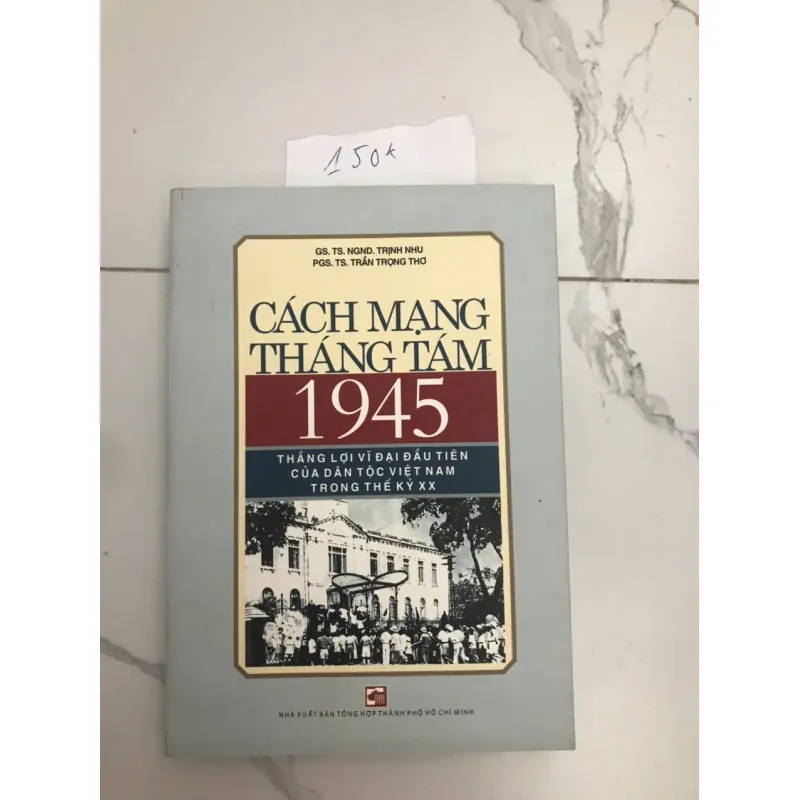 150k
GS. TS. NGND. TRỊNH NHU
PGS. TS. TRẦN TRỌNG THƠ
CÁCH MẠNG
THÁNG TÁM
1945
THẮNG LỢI VĨ ĐẠI ĐẦU TIÊN
CỦA DÂN TỘC VIỆT NAM
TRONG THẾ KỶ XX
NHÀ XUẤT BẢN TỔNG HỢP THÀNH PHỐ HỒ CHÍ MINH